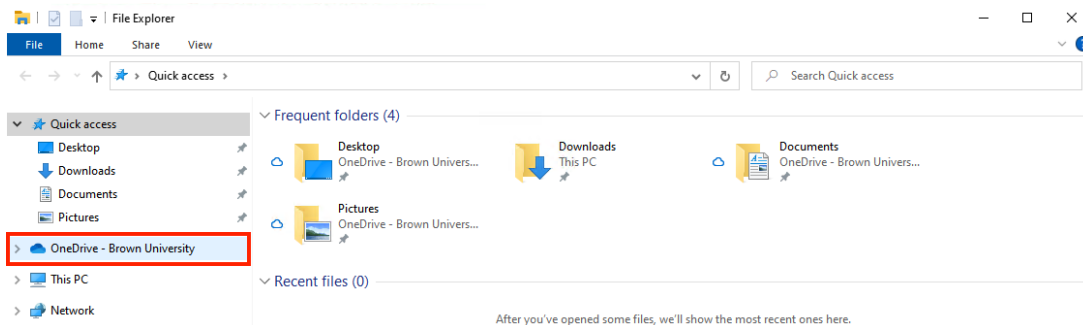 File Explorer
File Home Share View
Quick access
Search Quick access
Quick access
Desktop
Downloads
Documents
Pictures
OneDrive - Brown University
This PC
Network
Frequent folders (4)
Desktop
OneDrive - Brown Univers...
Downloads
This PC
Documents
OneDrive - Brown Univers...
Pictures
OneDrive - Brown Univers...
Recent files (0)
After you've opened some files, we'll show the most recent ones here.